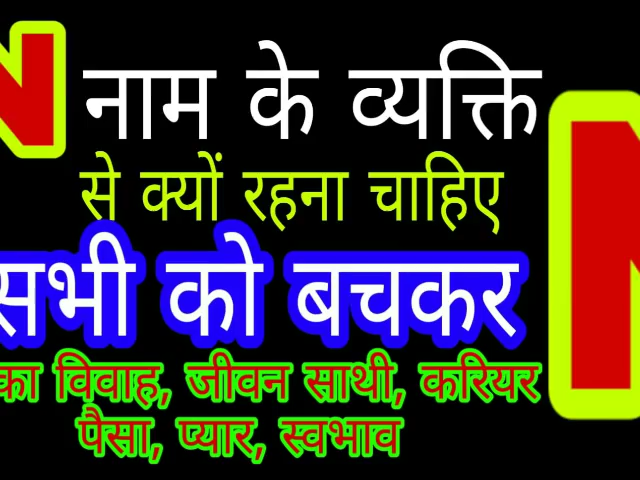 N नाम के व्यक्ति
से क्यों रहना चाहिए
सभी को बचकर N
का विवाह, जीवन साथी, करियर
पैसा, प्यार, स्वभाव